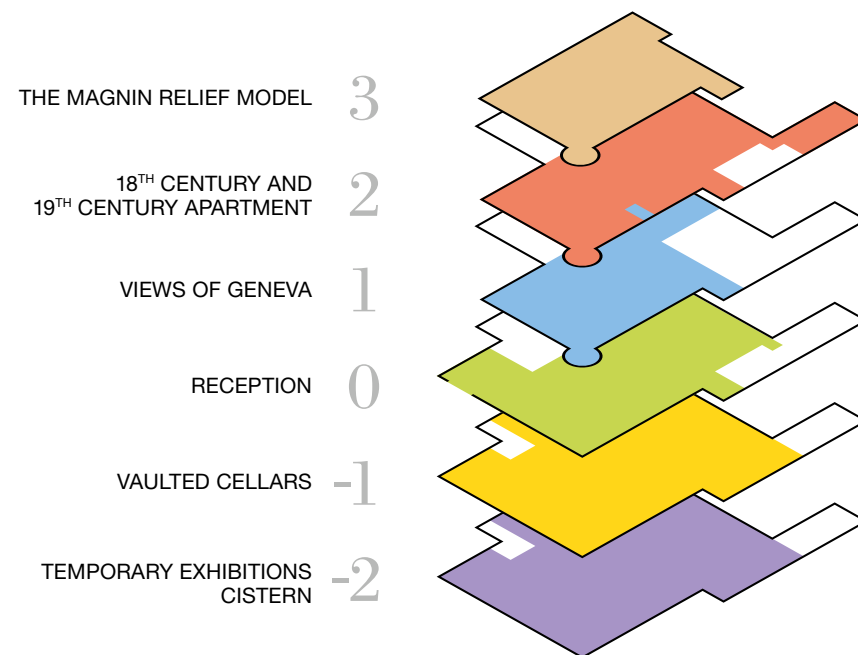 THE MAGNIN RELIEF MODEL 3
18TH CENTURY AND
19TH CENTURY APARTMENT 2
VIEWS OF GENEVA 1
RECEPTION 0
VAULTED CELLARS -1
TEMPORARY EXHIBITIONS
CISTERN -2